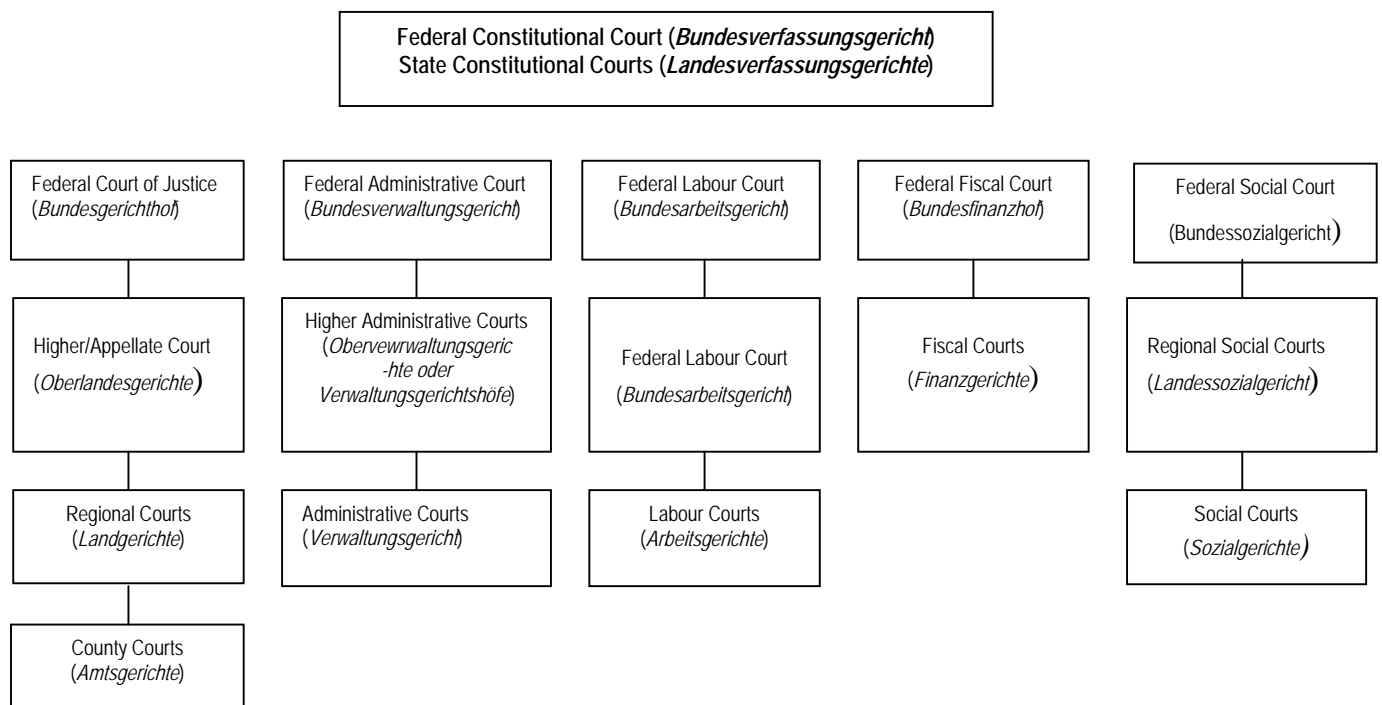 Federal Constitutional Court (Bundesverfassungsgericht)
State Constitutional Courts (Landesverfassungsgerichte)
Federal Court of Justice
(Bundesgerichthof)
Federal Administrative Court
(Bundesverwaltungsgericht)
Federal Labour Court
(Bundesarbeitsgericht)
Federal Fiscal Court
(Bundesfinanzhof)
Federal Social Court
(Bundessozialgericht)
Higher/Appellate Court
(Oberlandesgerichte)
Higher Administrative Courts
(Obervewrwaltungsgeric
-hte oder
Verwaltungsgerichtshöfe)
Federal Labour Court
(Bundesarbeitsgericht)
Fiscal Courts
(Finanzgerichte)
Regional Social Courts
(Landessozialgericht)
Regional Courts
(Landgerichte)
Administrative Courts
(Verwaltungsgericht)
Labour Courts
(Arbeitsgerichte)
Social Courts
(Sozialgerichte)
County Courts
(Amtsgerichte)